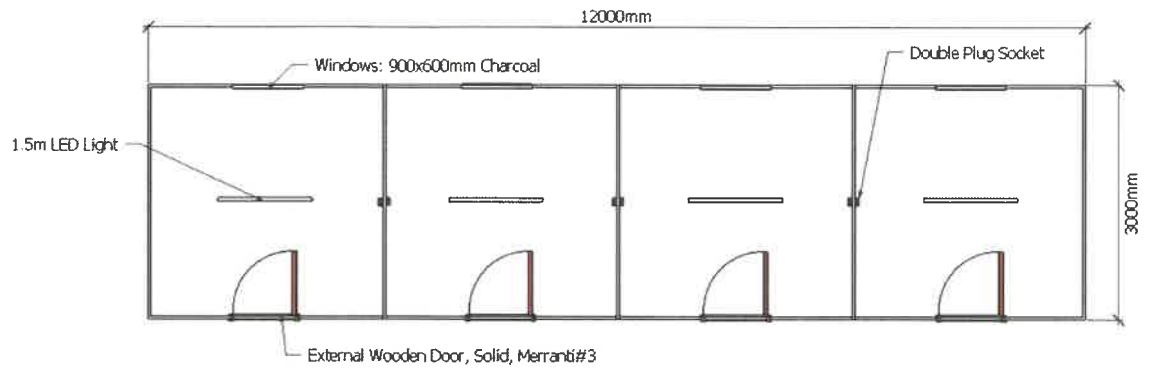 12000mm
Double Plug Socket
Windows: 900x600mm Charcoal
1.5m LED Light
3000mm
External Wooden Door, Solid, Merranti#3